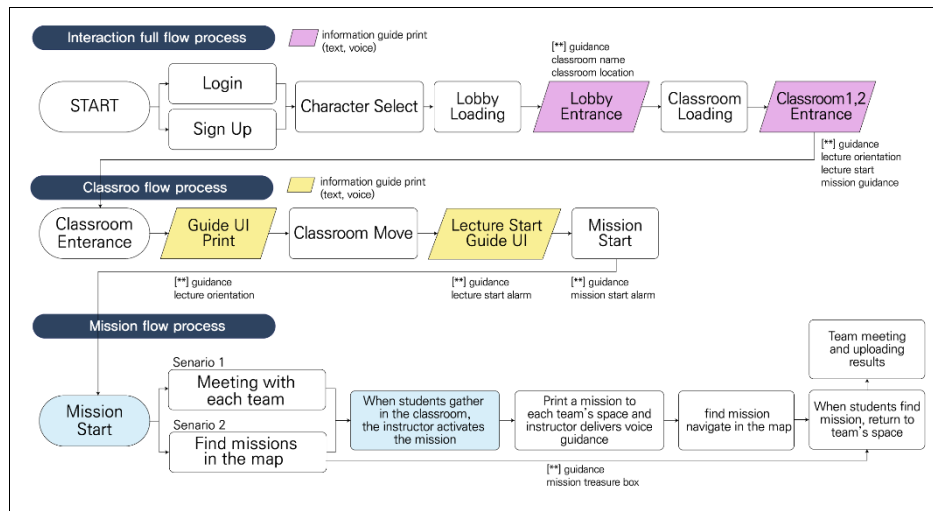 Interaction full flow process
information guide print
(text, voice)
[**] guidance
classroom name
classroom location
START
Login
Sign Up
Character Select
Lobby
Loading
Lobby
Entrance
Classroom
Loading
Classroom1,2
Entrance
[**] guidance
lecture orientation
lecture start
mission guidance
Classroo flow process
information guide print
(text, voice)
Classroom
Enterance
Guide UI
Print
Classroom Move
Lecture Start
Guide UI
Mission
Start
[**] guidance
lecture orientation
[**] guidance
lecture start alarm
[**] guidance
mission start alarm
Mission flow process
Mission
Start
Senario 1
Meeting with
each team
Senario 2
Find missions
in the map
When students gather
in the classroom,
the instructor activates
the mission
Print a mission to
each team's space and
instructor delivers voice
guidance
find mission
navigate in the map
When students find
mission, return to
team's space
Team meeting
and uploading
results
[**] guidance
mission treasure box